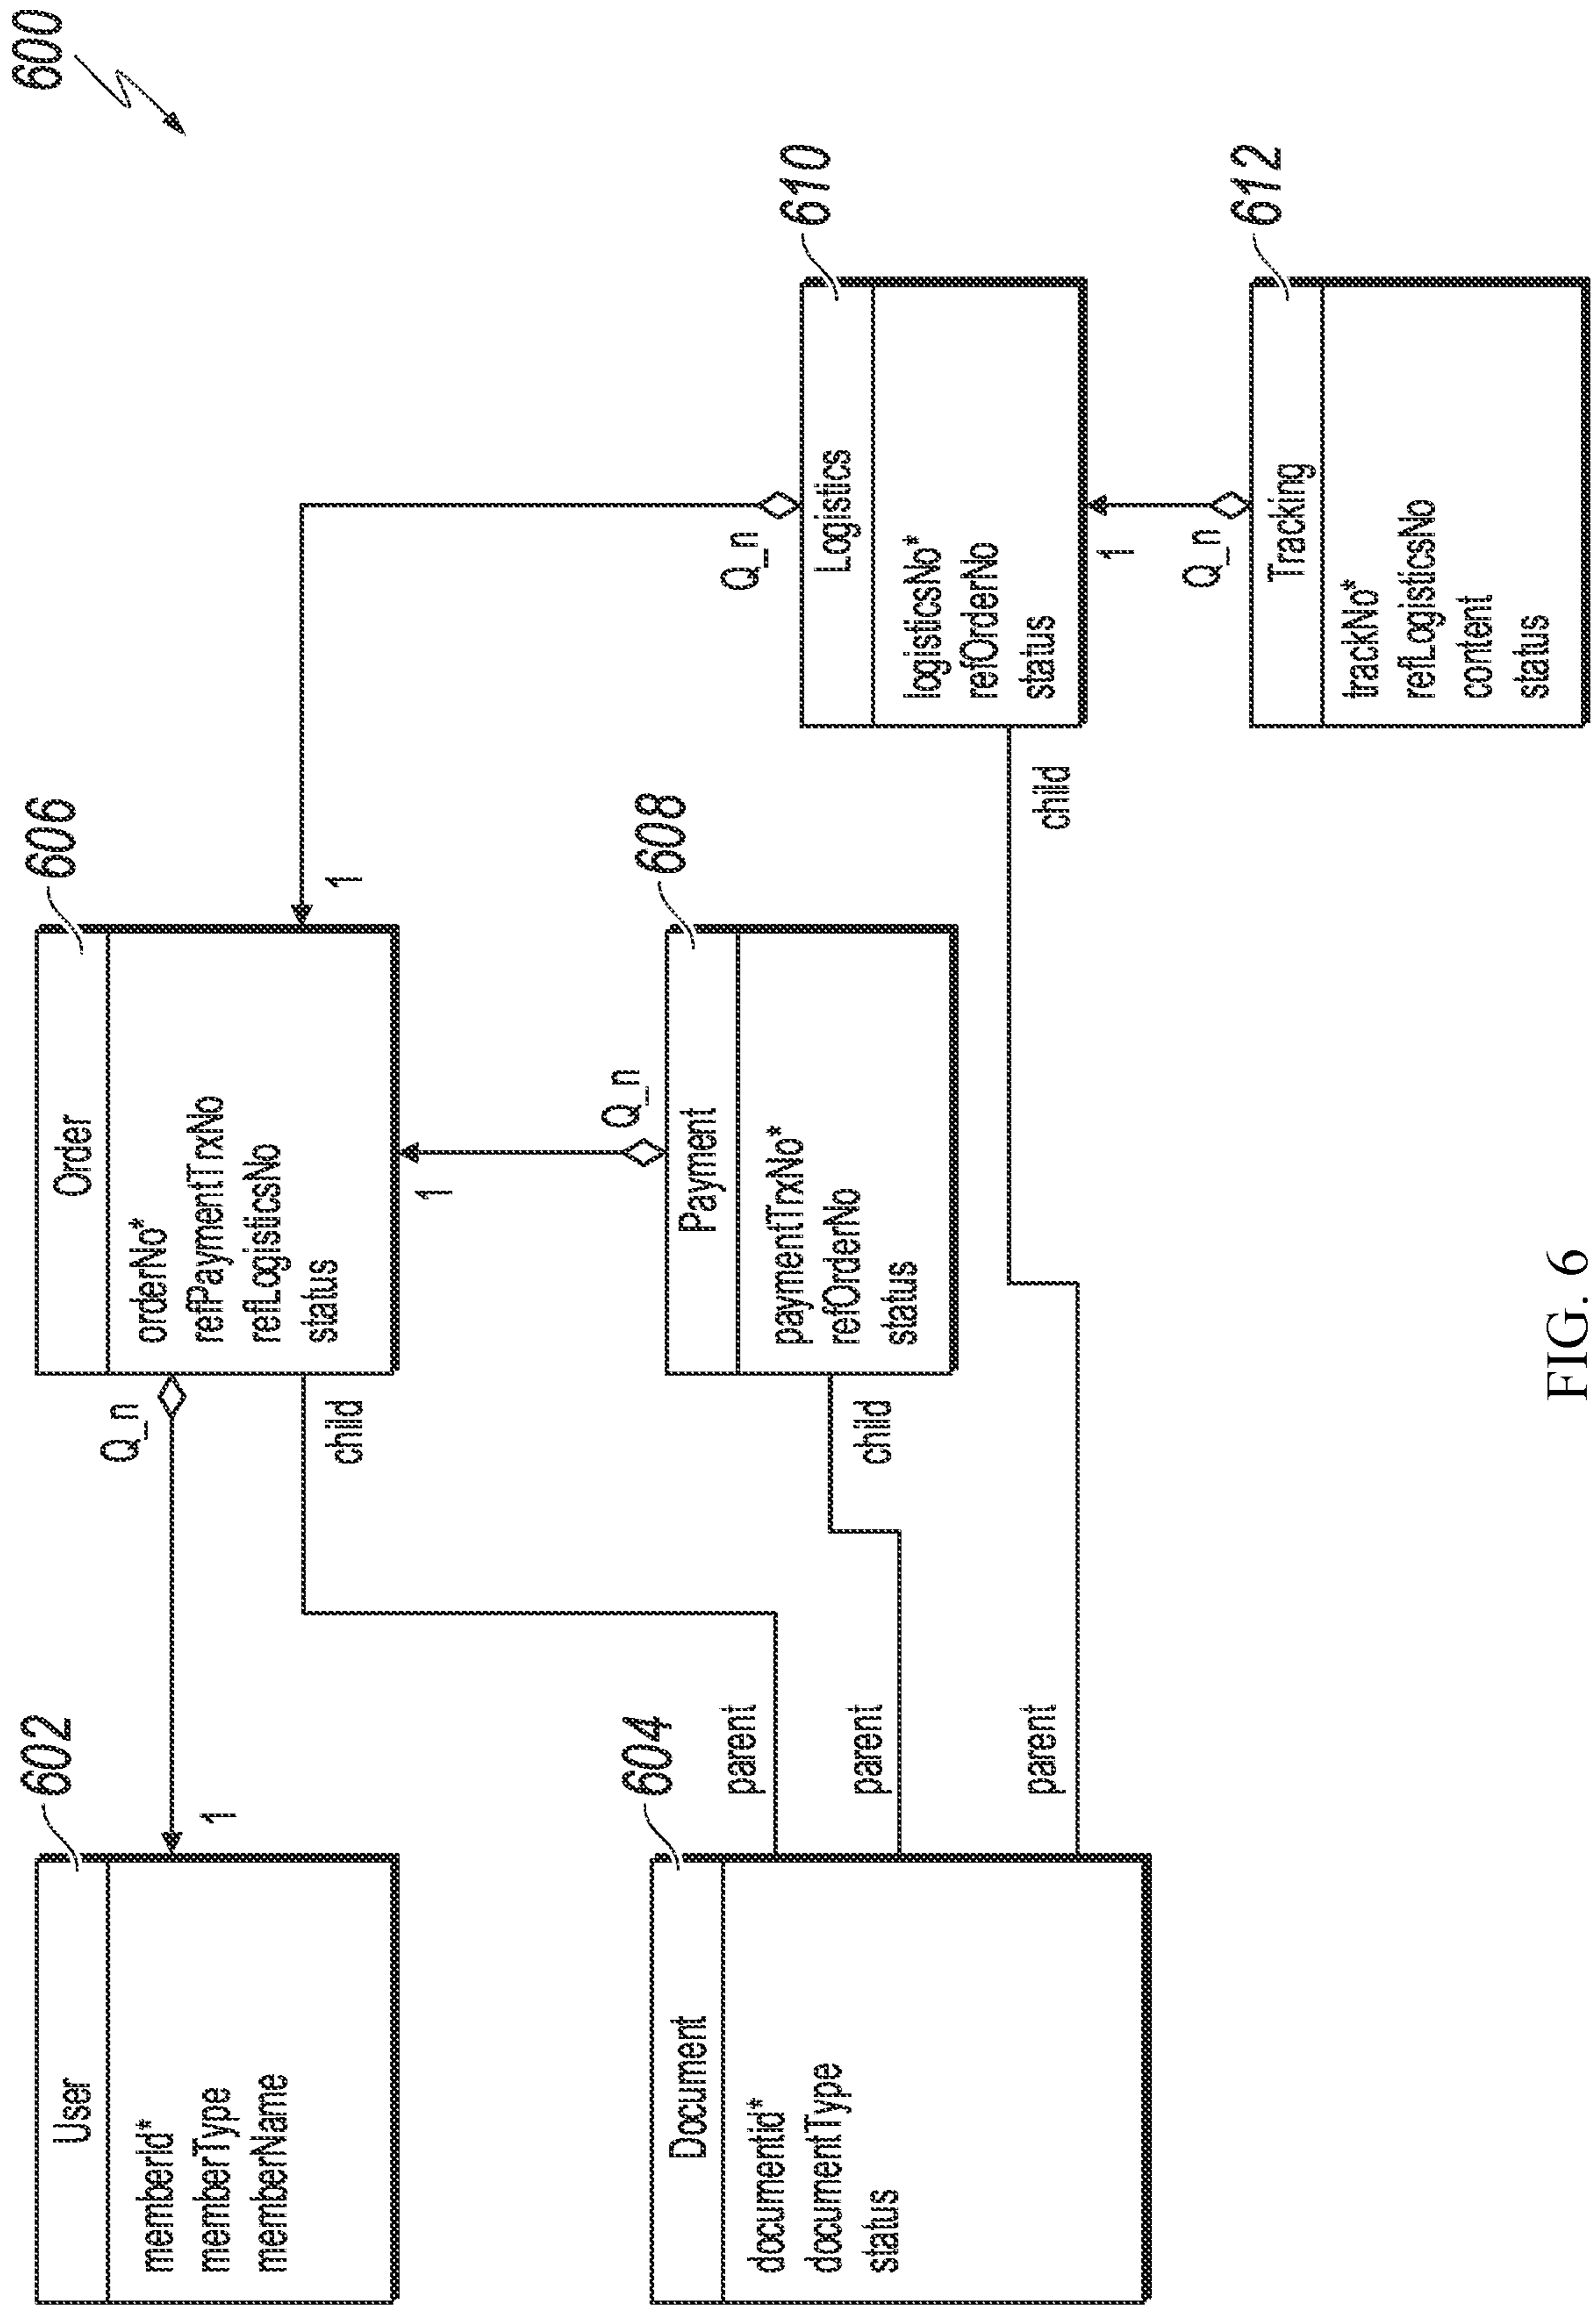 600
602
User
memberid*
memberType
memberName
1
Q_n
606
Order
orderNo*
refPaymentTrxNo
refLogisticsNo
status
1
child
1
Q_n
604
Document
documentid*
documentType
status
parent
parent
parent
608
Payment
paymentTrxNo*
refOrderNo
status
child
Q_n
610
Logistics
logisticsNo*
refOrderNo
status
child
1
Q_n
612
Tracking
trackNo*
refLogisticsNo
content
status
FIG. 6